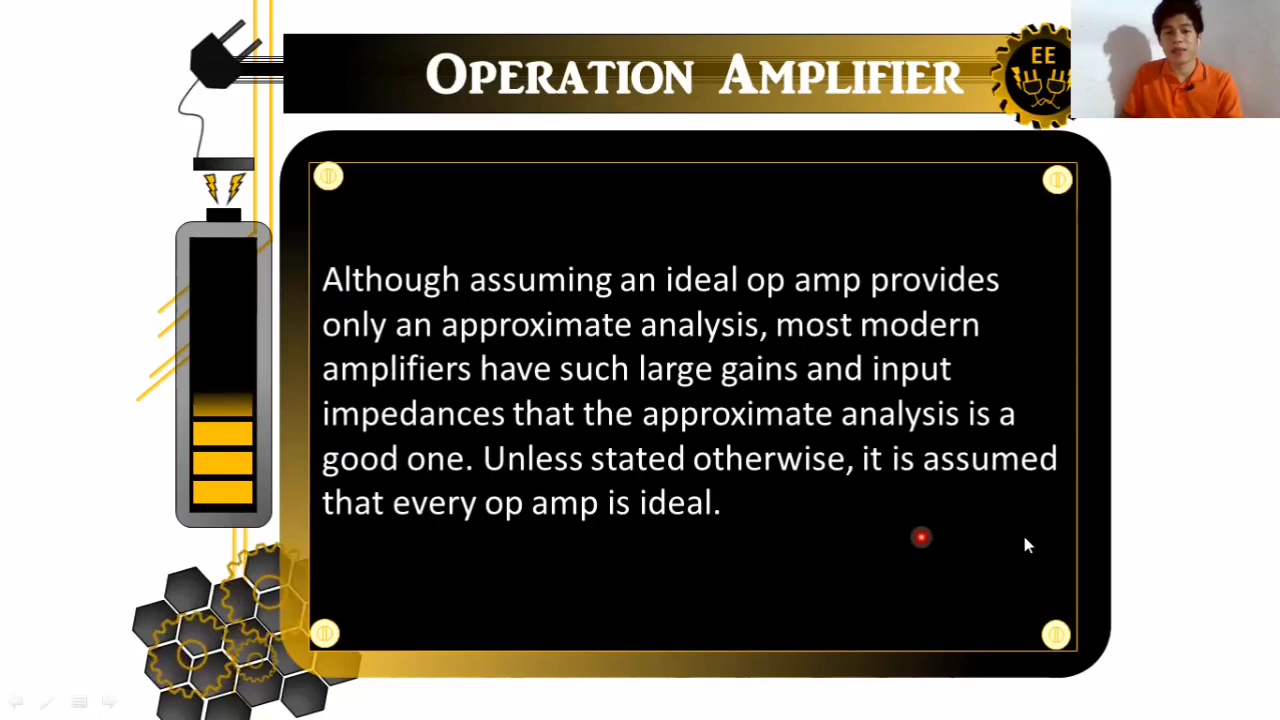 OPERATION AMPLIFIER
EE
Although assuming an ideal op amp provides
only an approximate analysis, most modern
amplifiers have such large gains and input
impedances that the approximate analysis is a
good one. Unless stated otherwise, it is assumed
that every op amp is ideal.